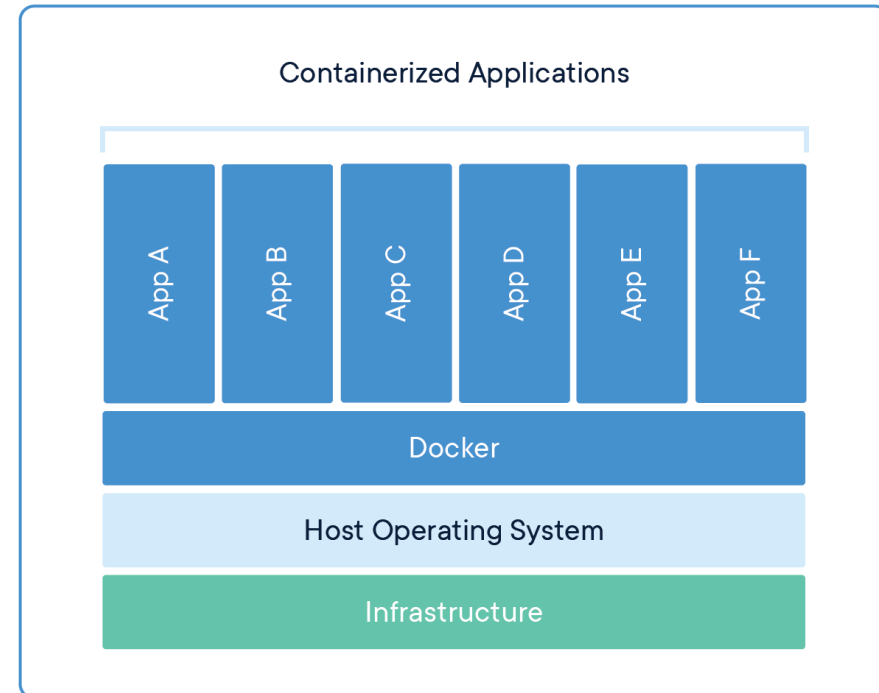 Containerized Applications
App A
App B
App C
App D
App E
App F
Docker
Host Operating System
Infrastructure